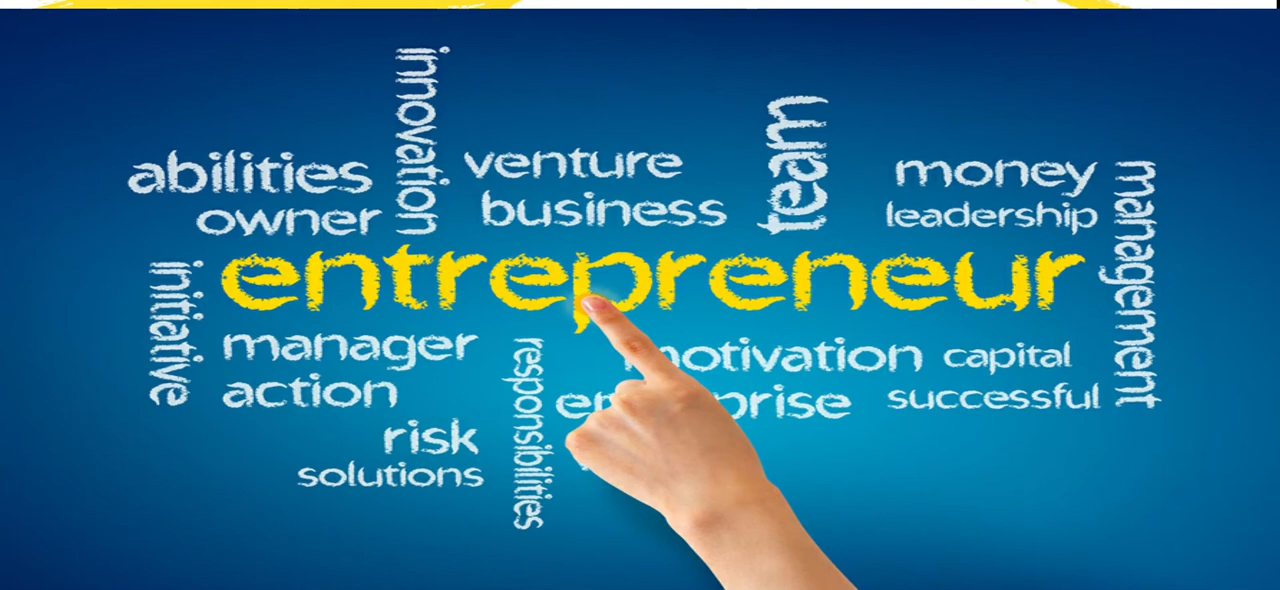 innovation
team
abilities
venture
money
management
owner
business
leadership
entrepreneur
initiative
manager
responsibilities
motivation
capital
action
enterprise
successful
risk
solutions